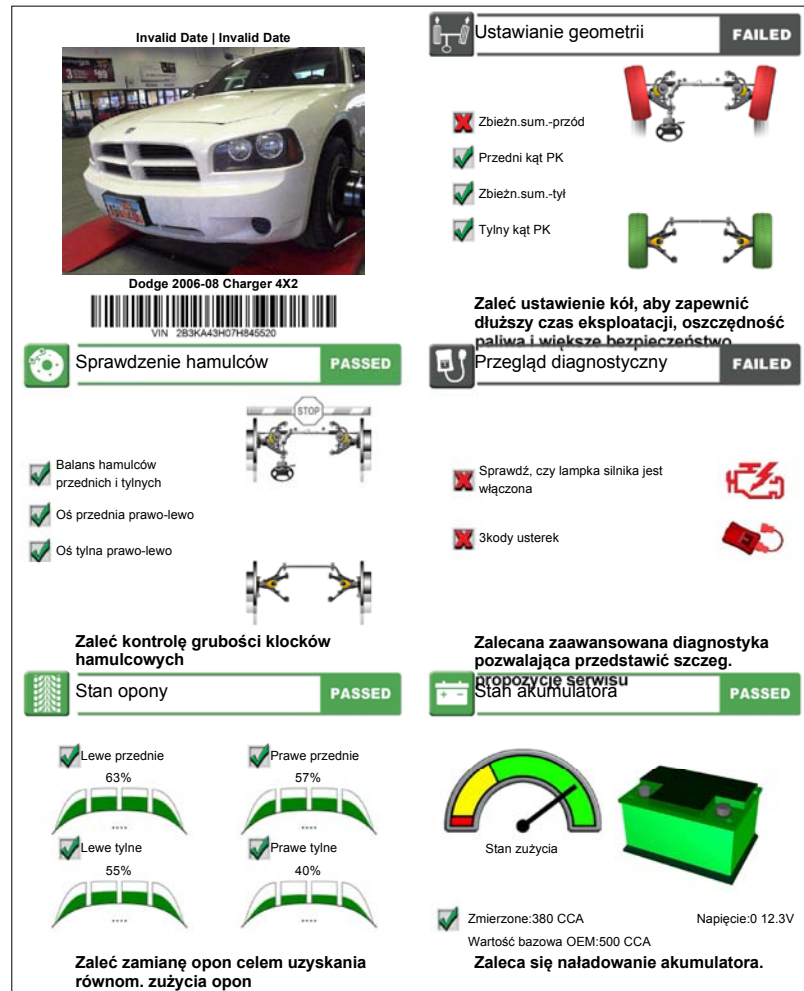 Invalid Date | Invalid Date
Dodge 2006-08 Charger 4X2
VIN 2B3KA43H07H845520
Ustawianie geometrii FAILED
Zbieżn.sum.-przód
Przedni kąt PK
Zbieżn.sum.-tył
Tylny kąt PK
Zaleć ustawienie kół, aby zapewnić
dłuższy czas eksploatacji, oszczędność
paliwa i większe bezpieczeństwo
Sprawdzenie hamulców PASSED
STOP
Balans hamulców
przednich i tylnych
Oś przednia prawo-lewo
Oś tylna prawo-lewo
Zaleć kontrolę grubości klocków
hamulcowych
Przegląd diagnostyczny FAILED
Sprawdź, czy lampka silnika jest
włączona
3kody usterek
Zalecana zaawansowana diagnostyka
pozwalająca przedstawić szczeg.
propozycję serwisu
Stan opony PASSED
Lewe przednie
63%
Prawe przednie
57%
Lewe tylne
55%
Prawe tylne
40%
Zaleć zamianę opon celem uzyskania
równom. zużycia opon
Stan akumulatora PASSED
Stan zużycia
Zmierzone:380 CCA Napięcie:0 12.3V
Wartość bazowa OEM:500 CCA
Zaleca się naładowanie akumulatora.